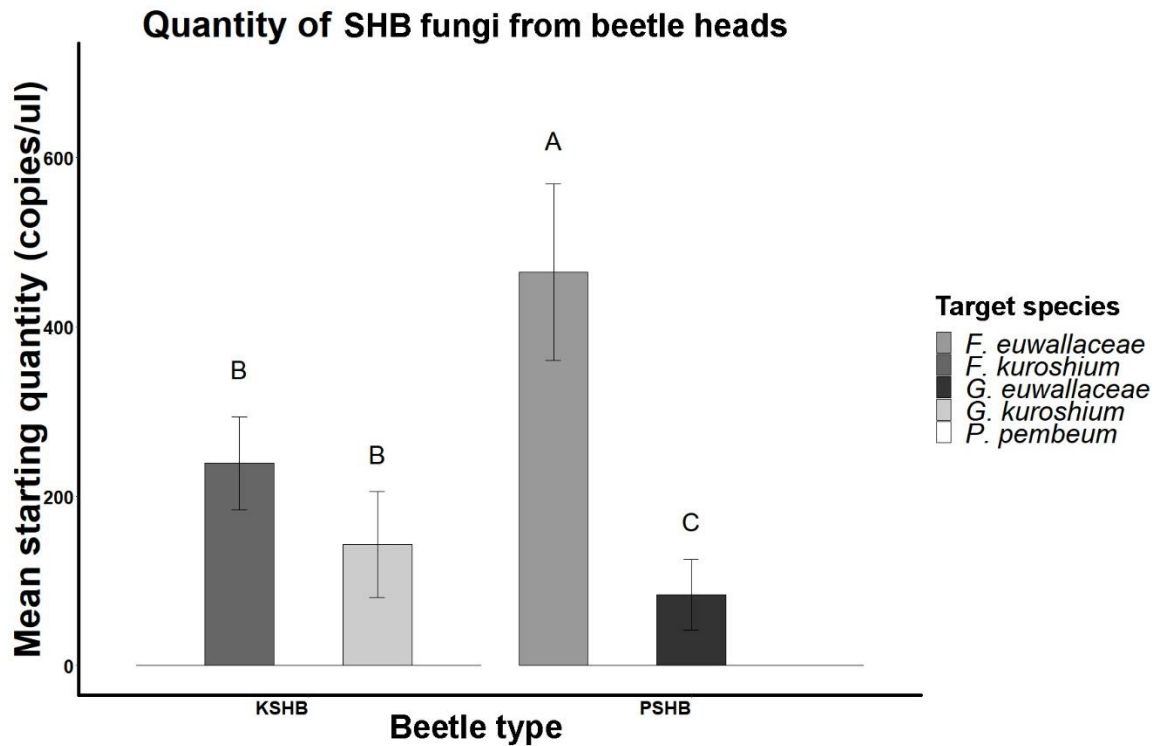 Quantity of SHB fungi from beetle heads
Mean starting quantity (copies/ul)
600
400
200
0
B
B
A
C
KSHB
PSHB
Beetle type
Target species
F. euwallaceae
F. kuroshium
G. euwallaceae
G. kuroshium
P. pembeum